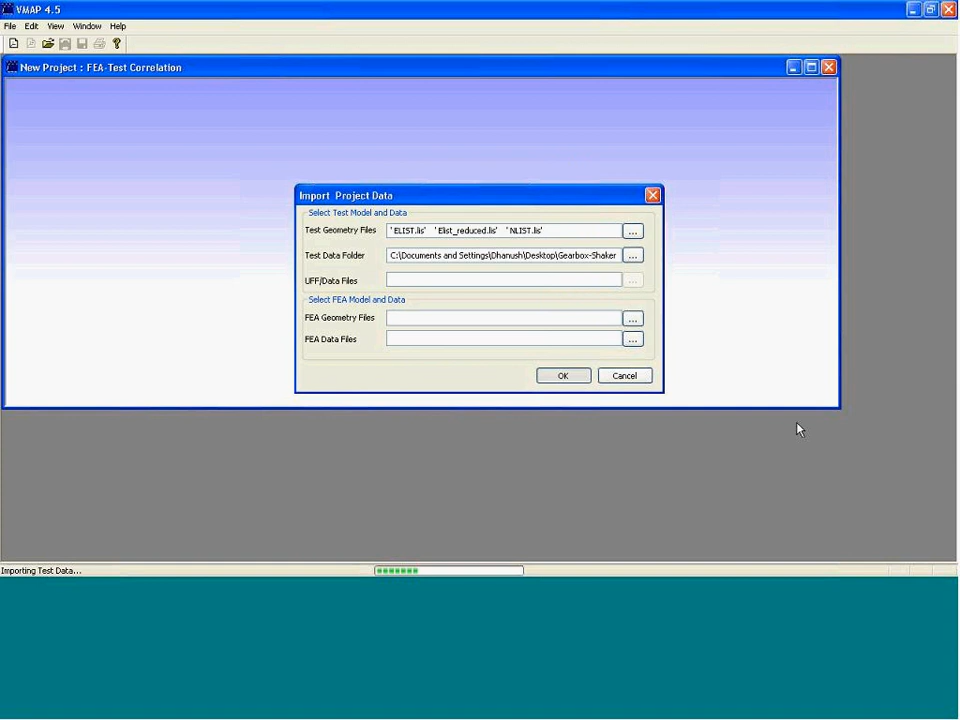 VMAP 4.5
File Edit View Window Help
New Project : FEA-Test Correlation
Import Project Data
Select Test Model and Data
Test Geometry Files 'ELIST.lis' 'Elist_reduced.lis' 'NLIST.lis' ...
Test Data Folder C:\Documents and Settings\Dhanush\Desktop\Gearbox-Shaker ...
UFF/Data Files ...
Select FEA Model and Data
FEA Geometry Files ...
FEA Data Files ...
OK Cancel
Importing Test Data...